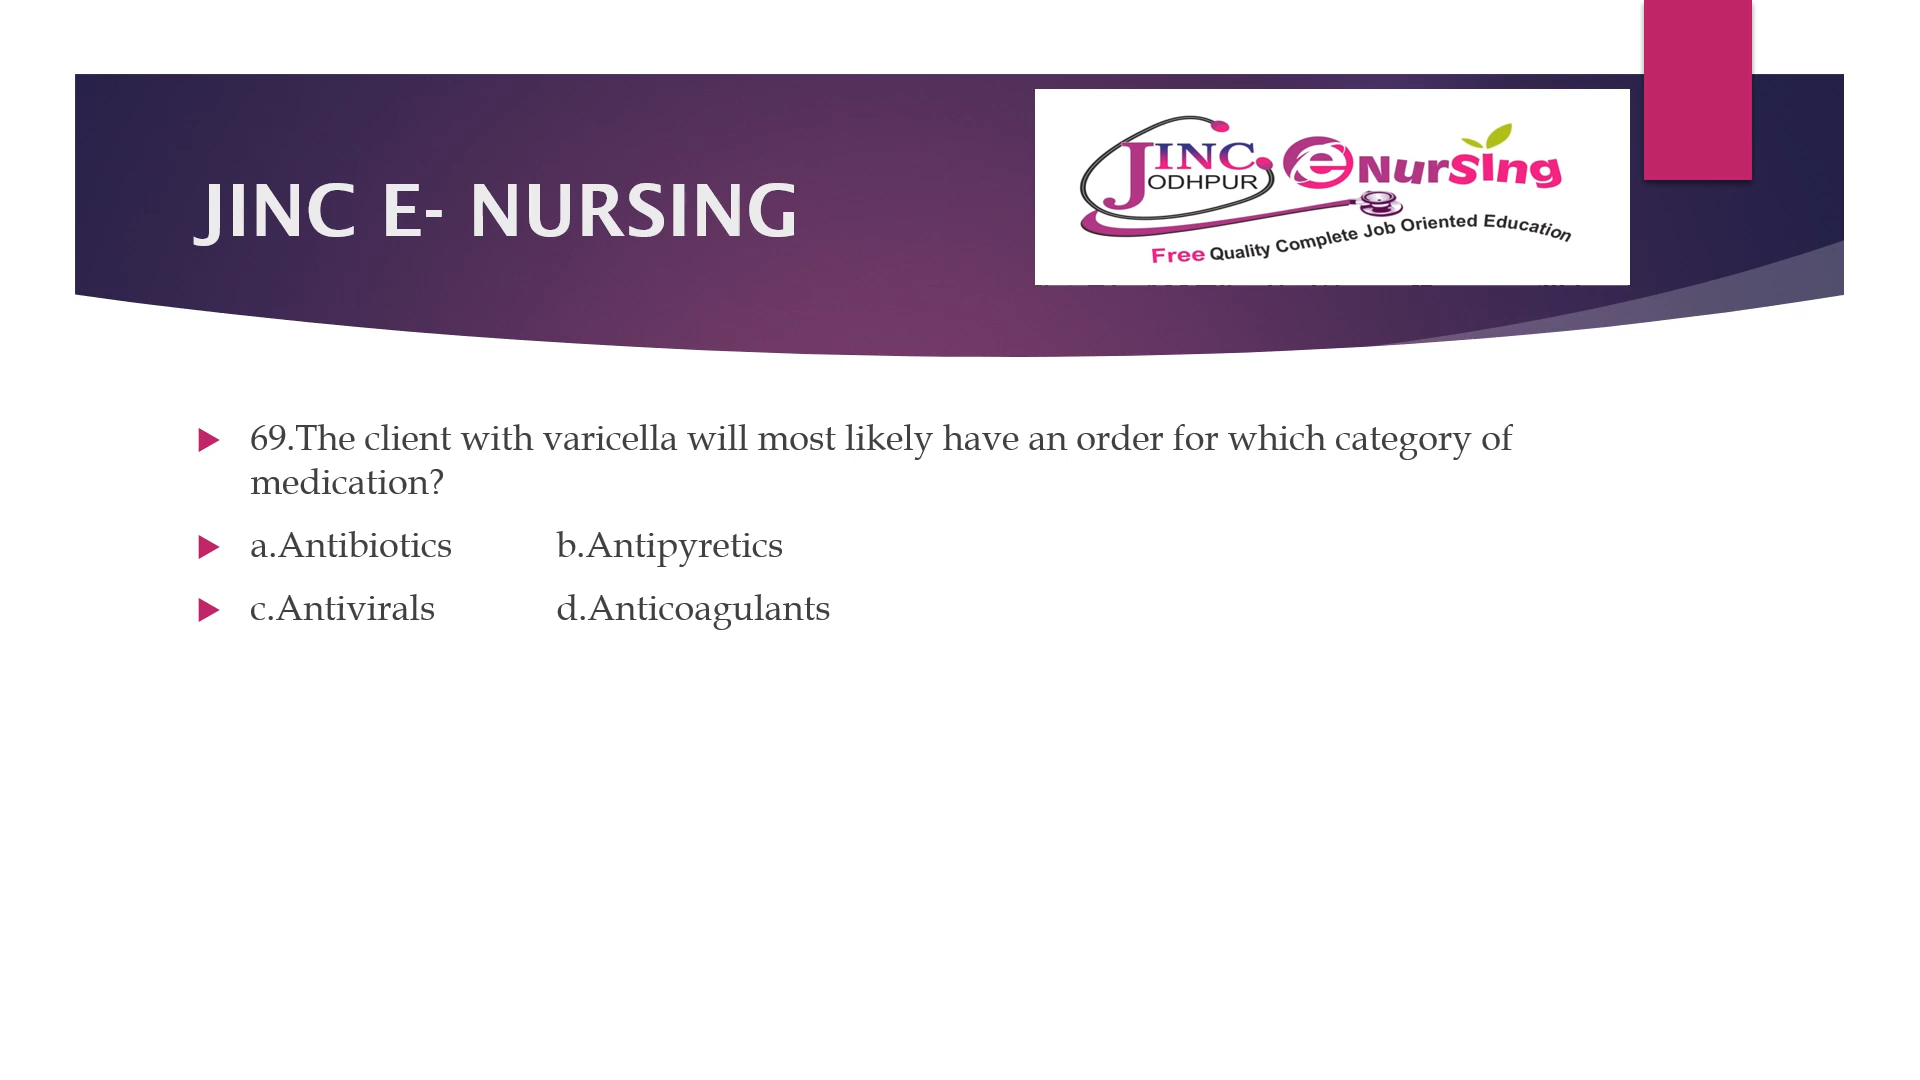 JINC E- NURSING
JINC ODHPUR eNursing
Free Quality Complete Job Oriented Education
69.The client with varicella will most likely have an order for which category of
medication?
a.Antibiotics b.Antipyretics
c.Antivirals d.Anticoagulants